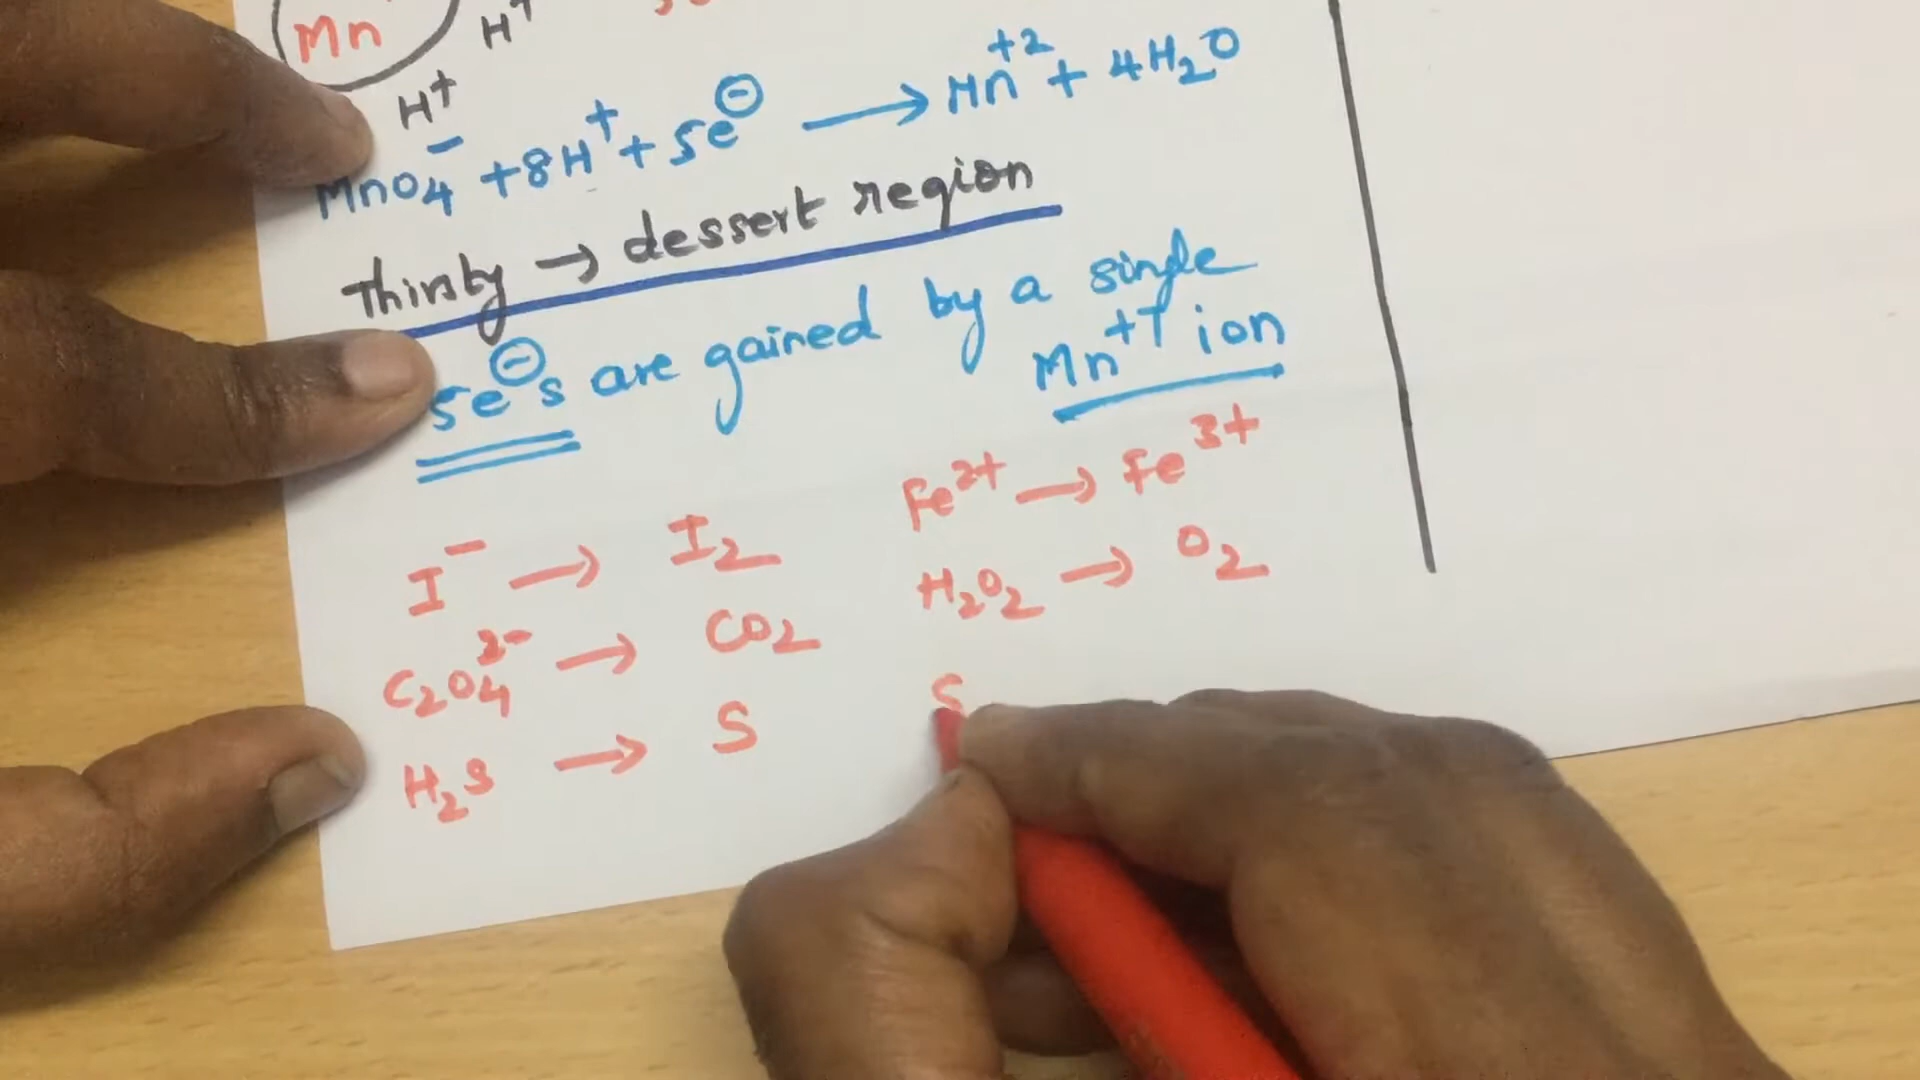 Mn H⁺
H⁺
MnO₄⁻ + 8H⁺ + 5e⊖ ⟶ Mn⁺² + 4H₂O
Thirsty → dessert region
5e⊖s are gained by a single
Mn⁺⁷ ion
I⁻ → I₂ Fe²⁺ → Fe³⁺
C₂O₄²⁻ → CO₂ H₂O₂ → O₂
H₂S → S S